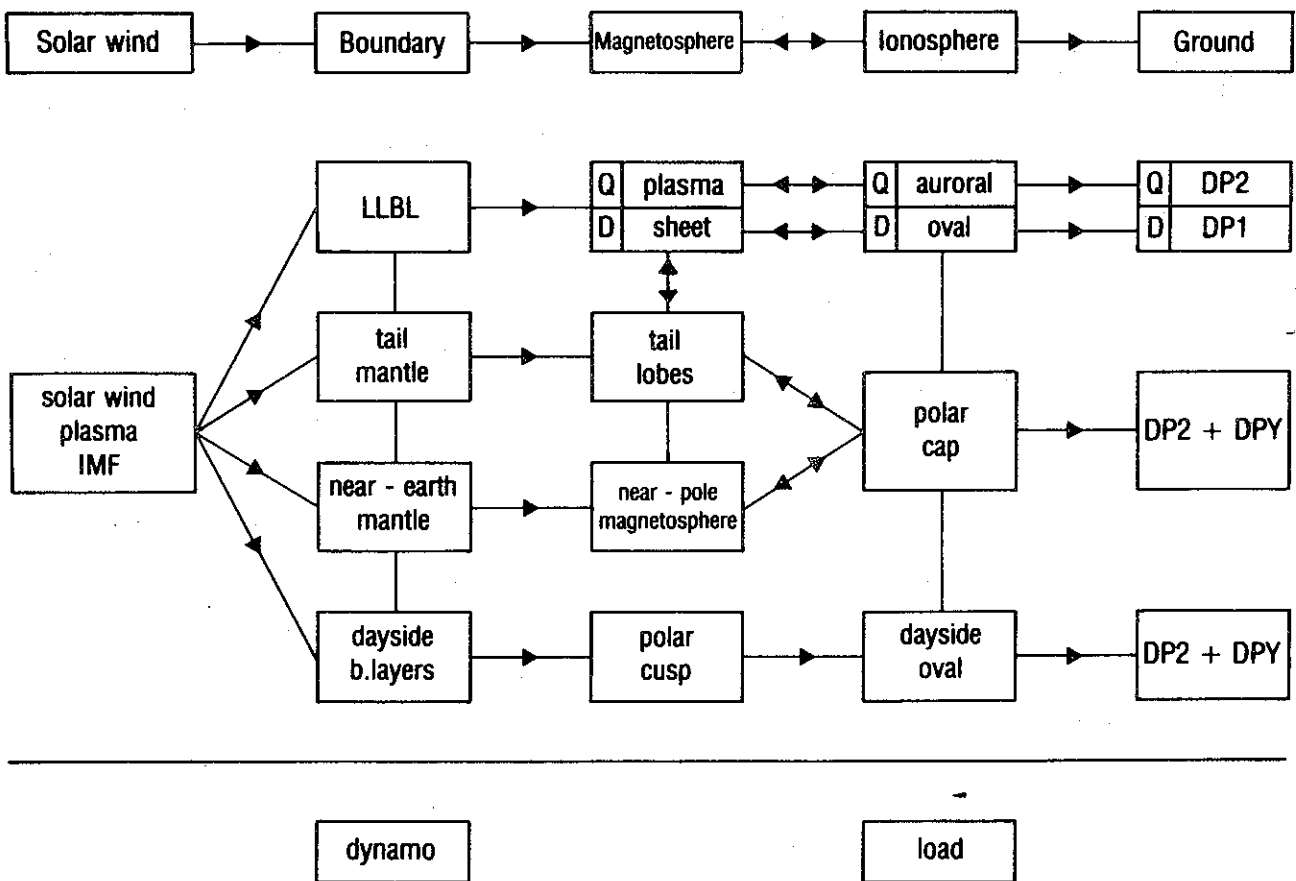 Solar wind
Boundary
Magnetosphere
Ionosphere
Ground
LLBL
Q plasma
D sheet
Q auroral
D oval
Q DP2
D DP1
solar wind
plasma
IMF
tail
mantle
tail
lobes
near - earth
mantle
near - pole
magnetosphere
polar
cap
DP2 + DPY
dayside
b.layers
polar
cusp
dayside
oval
DP2 + DPY
dynamo
load